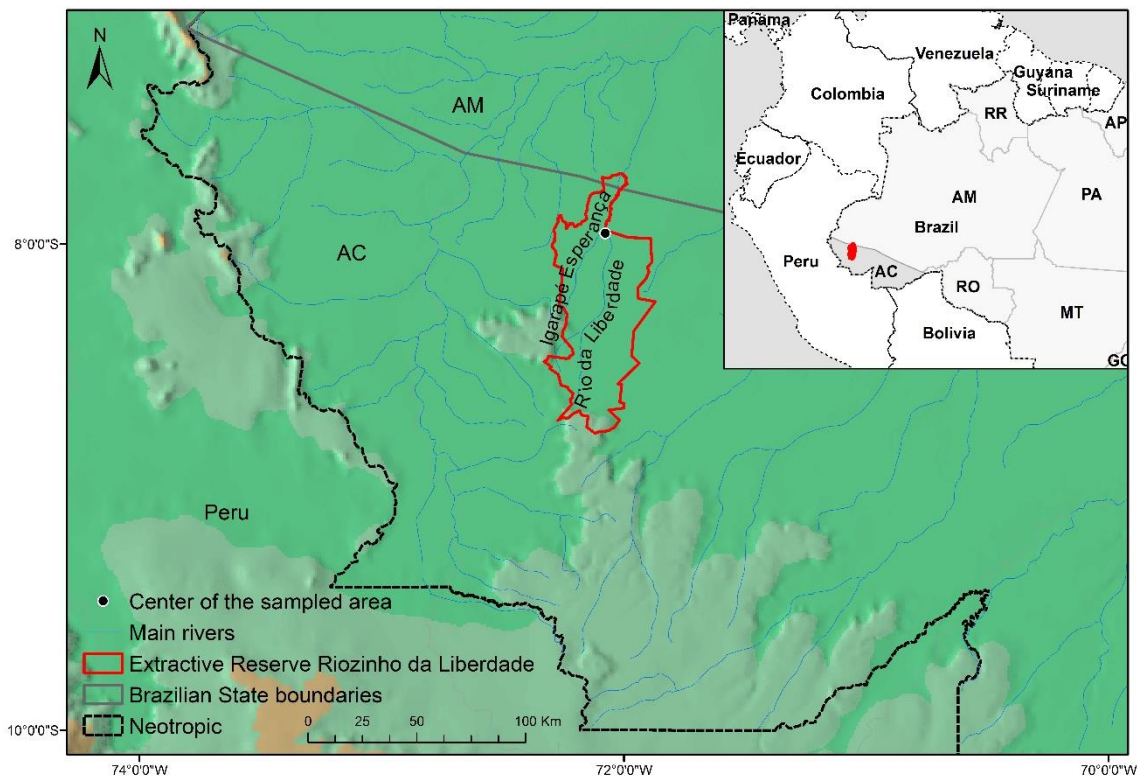 N
AM
AC
Igarapé Esperança
Rio da Liberdade
Peru
8°0'0"S
10°0'0"S
74°0'0"W
72°0'0"W
70°0'0"W
Center of the sampled area
Main rivers
Extractive Reserve Riozinho da Liberdade
Brazilian State boundaries
Neotropic
0 25 50 100 Km
Panama
Venezuela
Guyana
Suriname
Colombia
RR
AP
Ecuador
AM
PA
Brazil
Peru
AC
RO
MT
Bolivia
GO